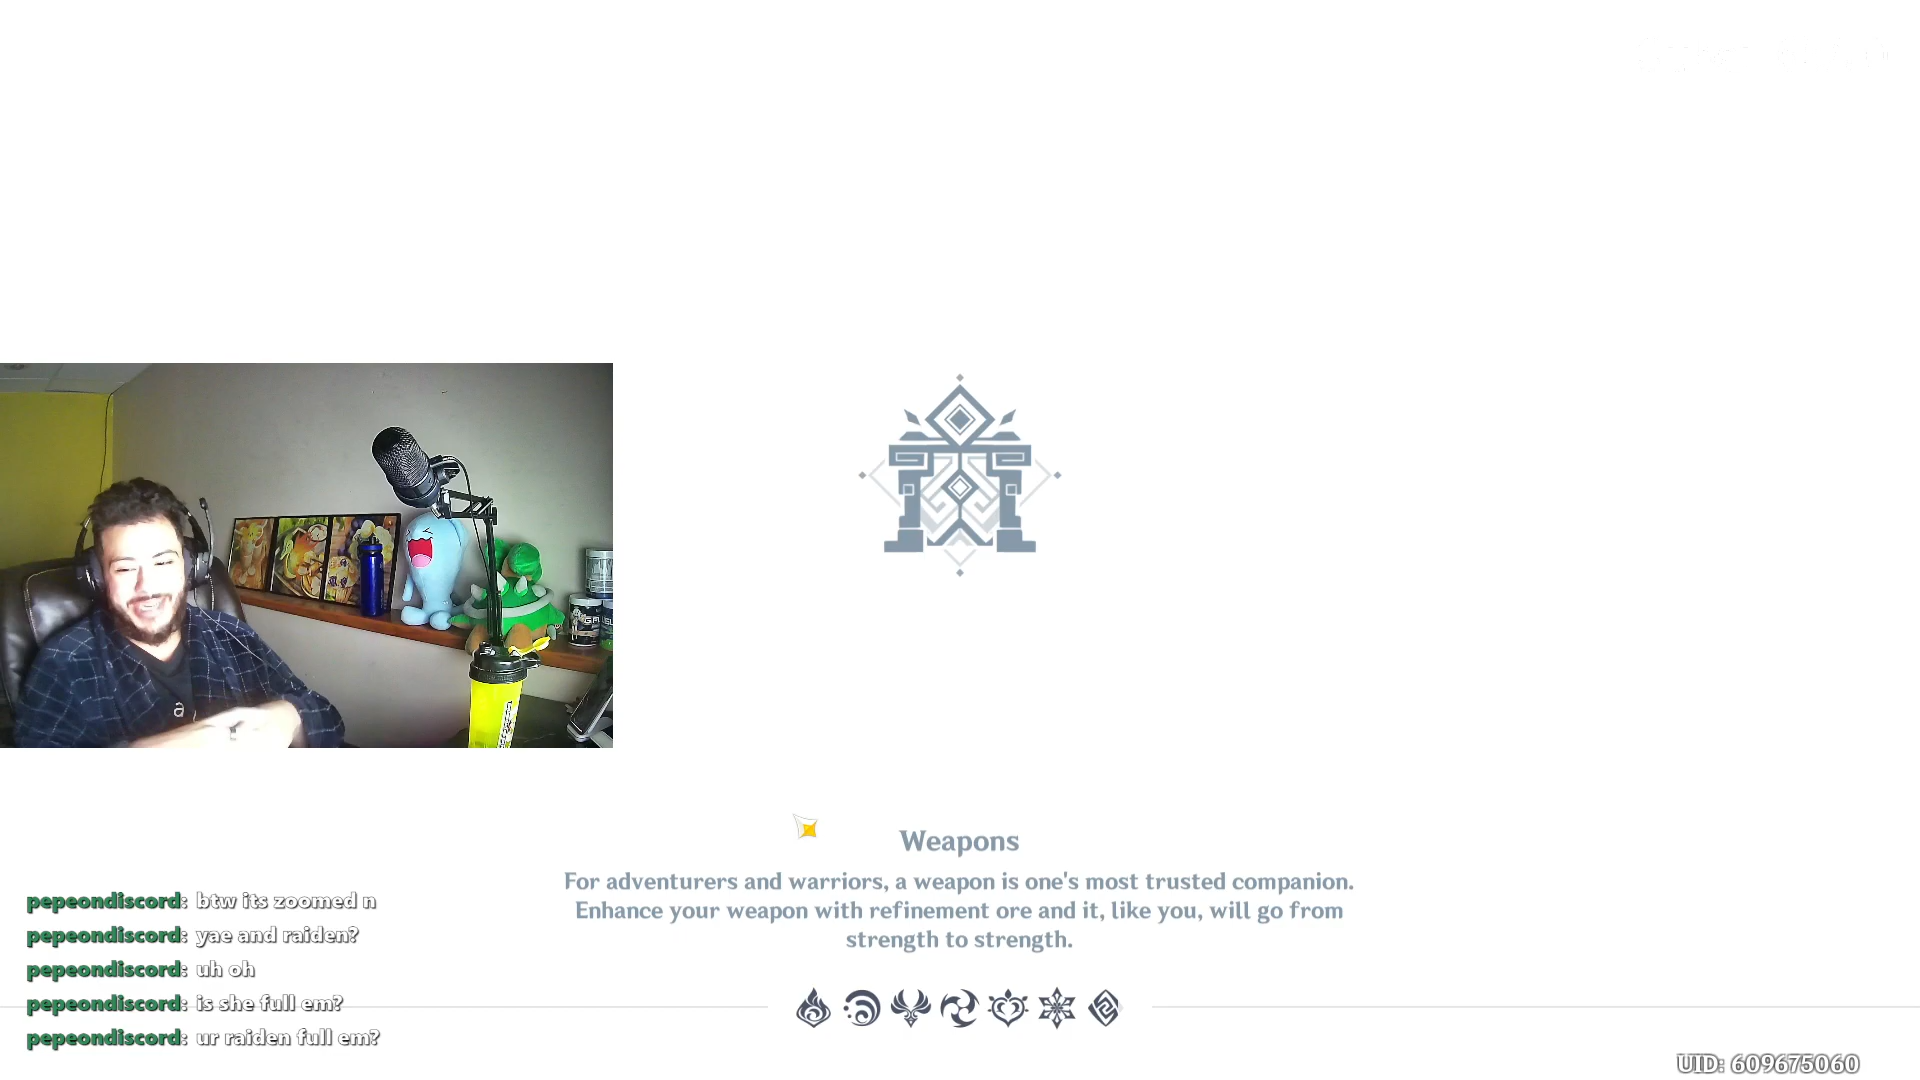 Weapons
For adventurers and warriors, a weapon is one's most trusted companion.
Enhance your weapon with refinement ore and it, like you, will go from
strength to strength.
pepeondiscord: btw its zoomed n
pepeondiscord: yae and raiden?
pepeondiscord: uh oh
pepeondiscord: is she full em?
pepeondiscord: ur raiden full em?
UID: 609675060